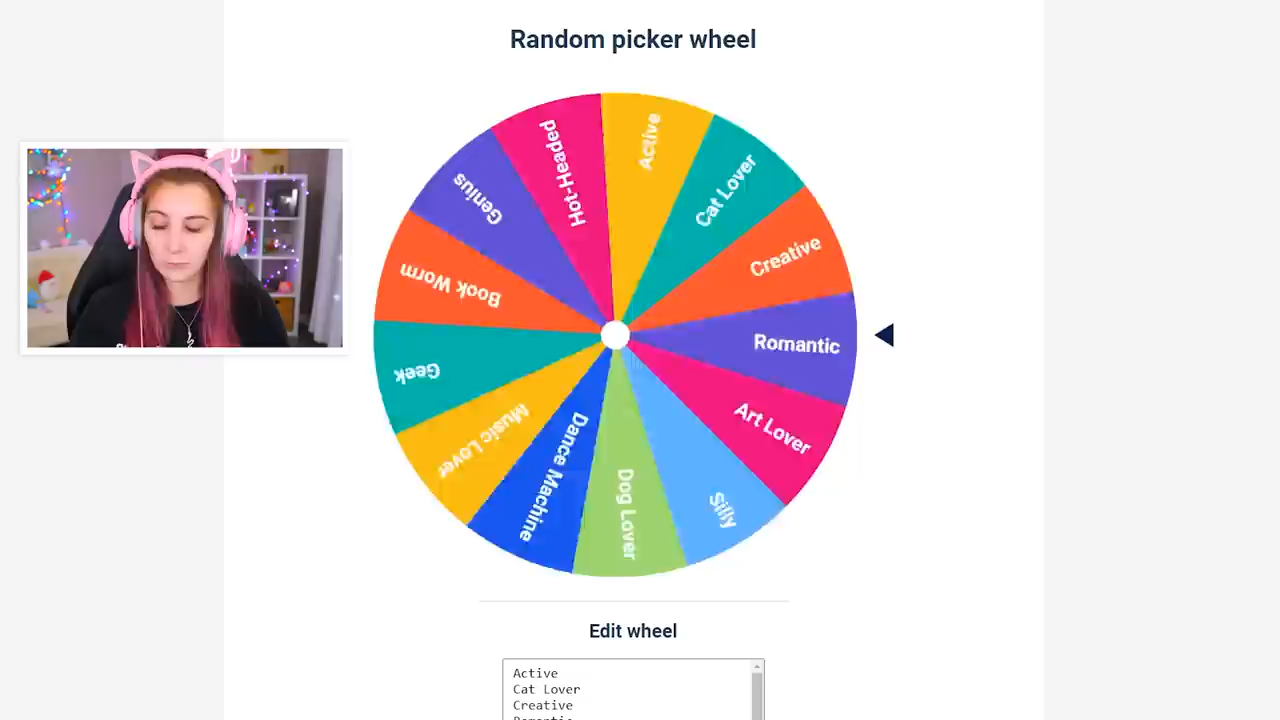 Random picker wheel
Active
Cat Lover
Creative
Romantic
Art Lover
Silly
Dog Lover
Dance Machine
Music Lover
Geek
Book Worm
Genius
Hot-Headed
Edit wheel
Active
Cat Lover
Creative
Romantic